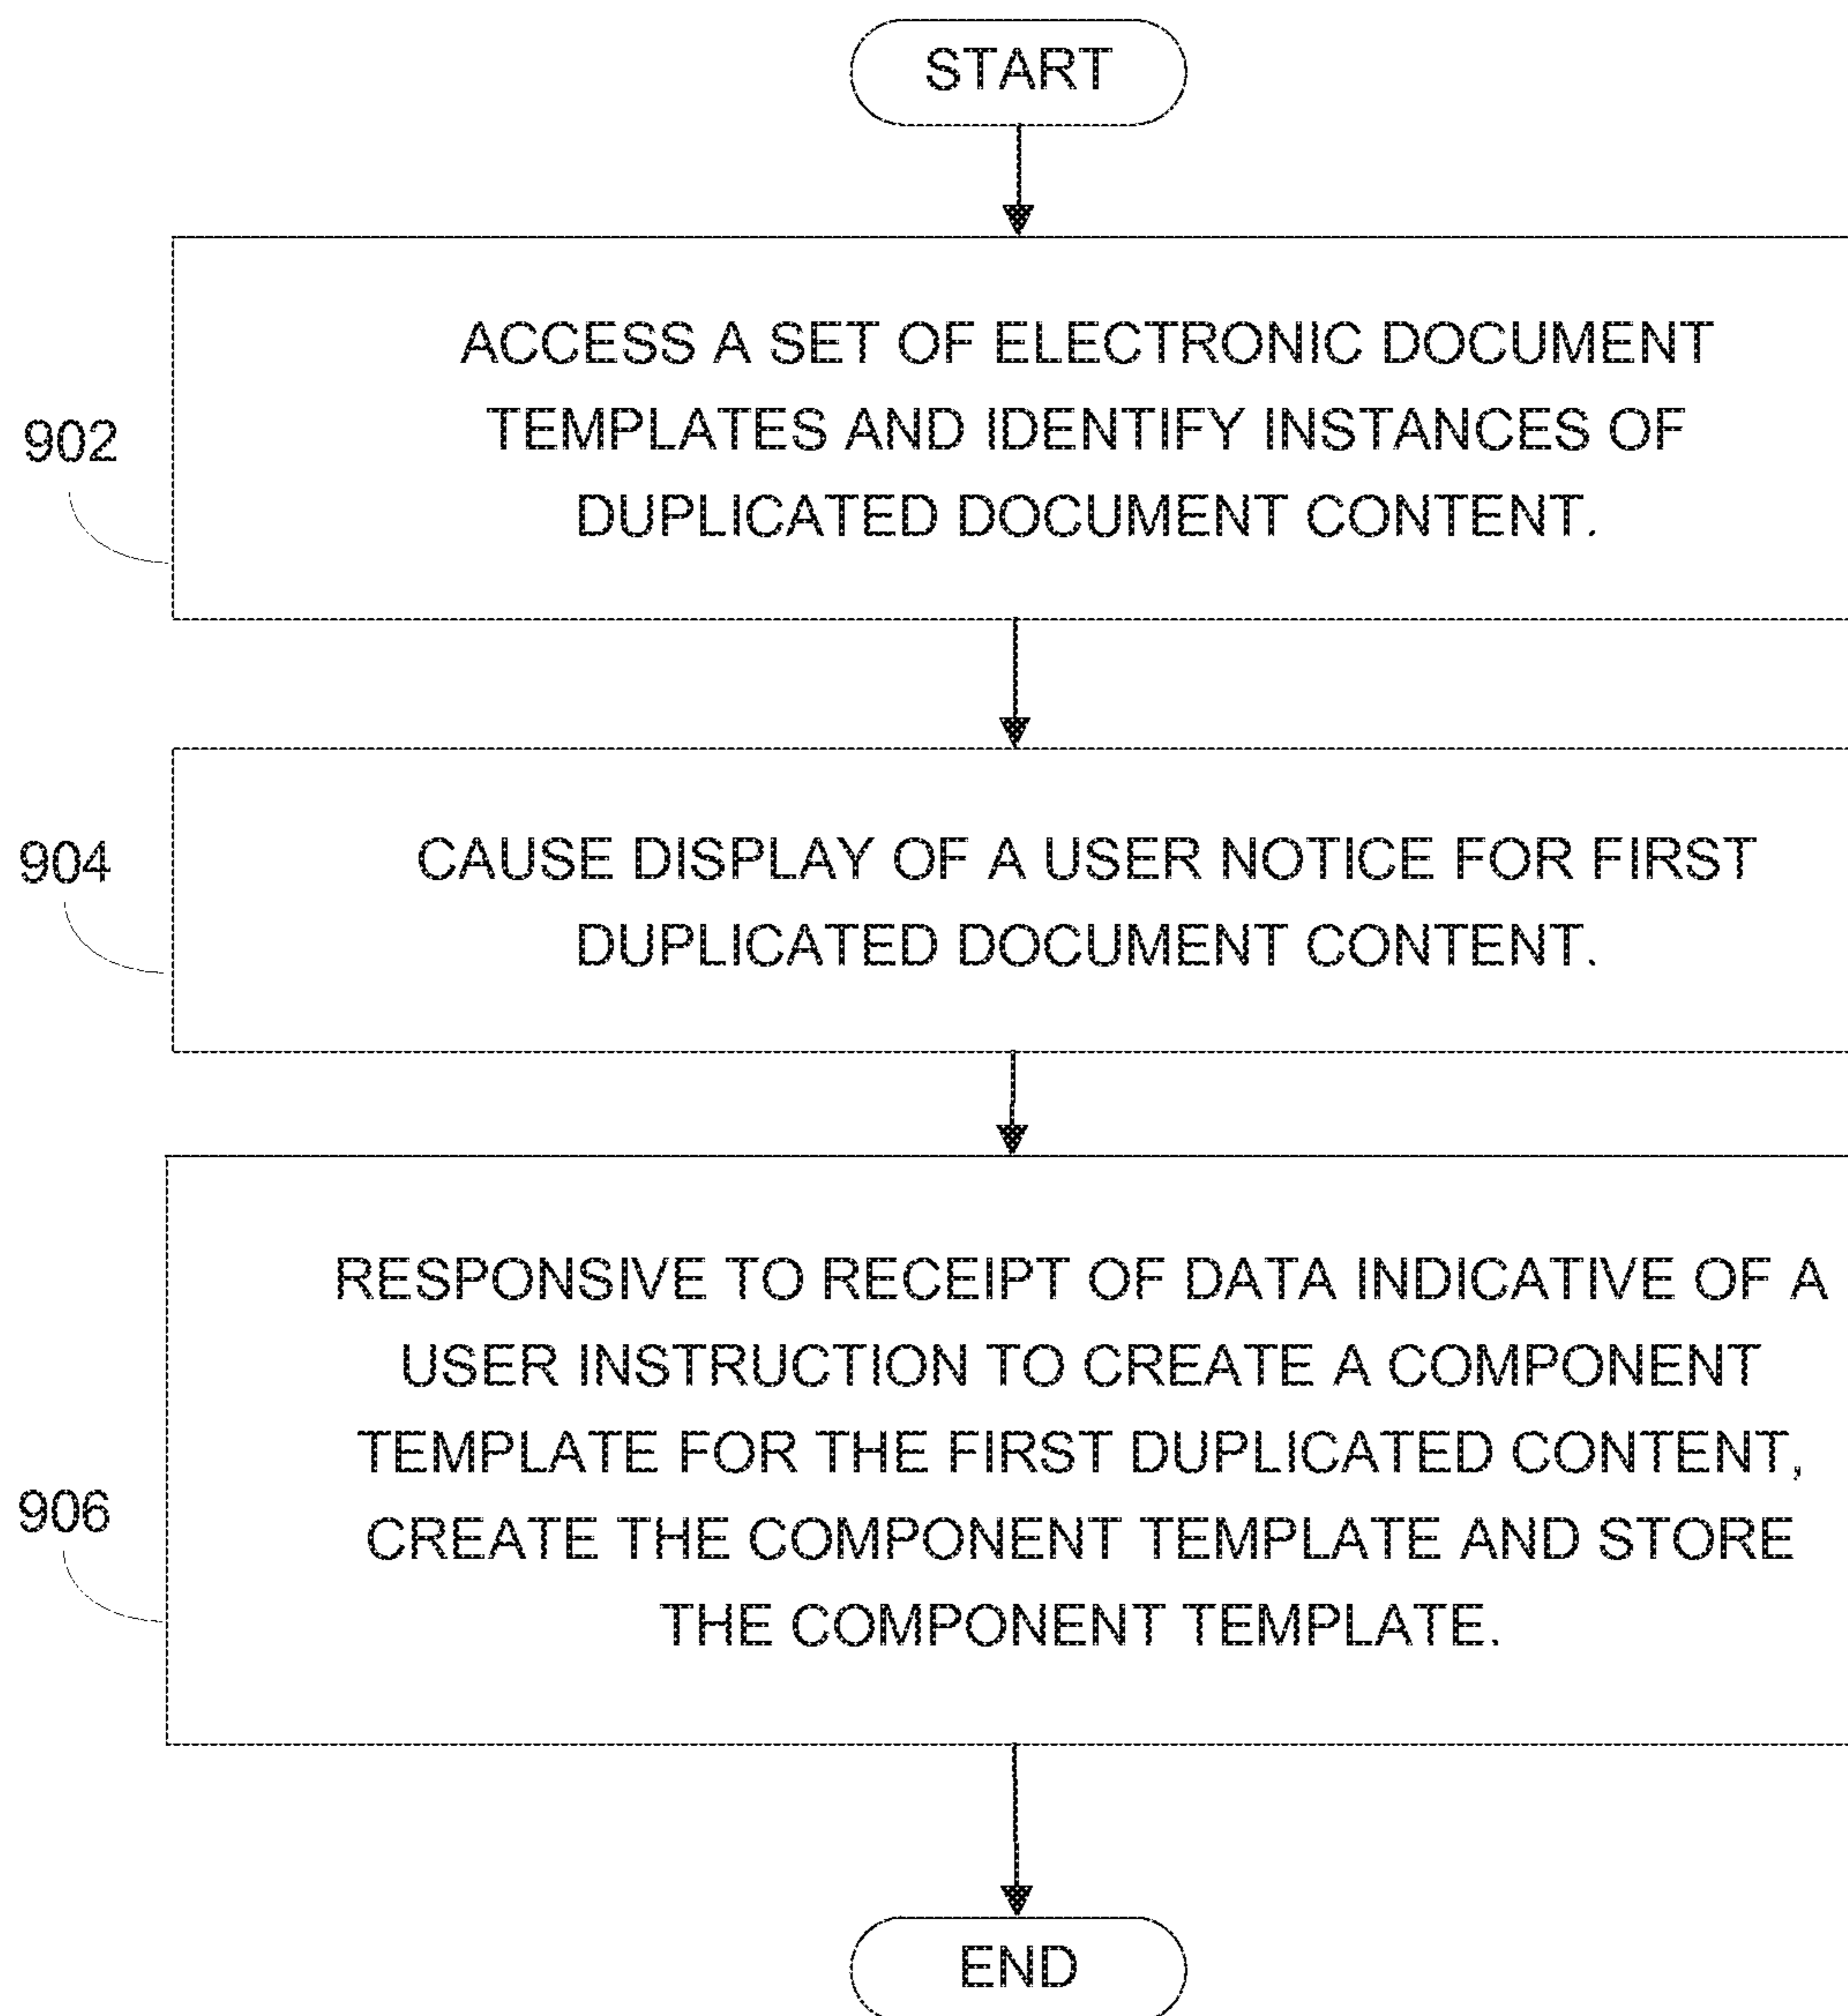 START
ACCESS A SET OF ELECTRONIC DOCUMENT
TEMPLATES AND IDENTIFY INSTANCES OF
DUPLICATED DOCUMENT CONTENT.
902
CAUSE DISPLAY OF A USER NOTICE FOR FIRST
DUPLICATED DOCUMENT CONTENT.
904
RESPONSIVE TO RECEIPT OF DATA INDICATIVE OF A
USER INSTRUCTION TO CREATE A COMPONENT
TEMPLATE FOR THE FIRST DUPLICATED CONTENT,
CREATE THE COMPONENT TEMPLATE AND STORE
THE COMPONENT TEMPLATE.
906
END